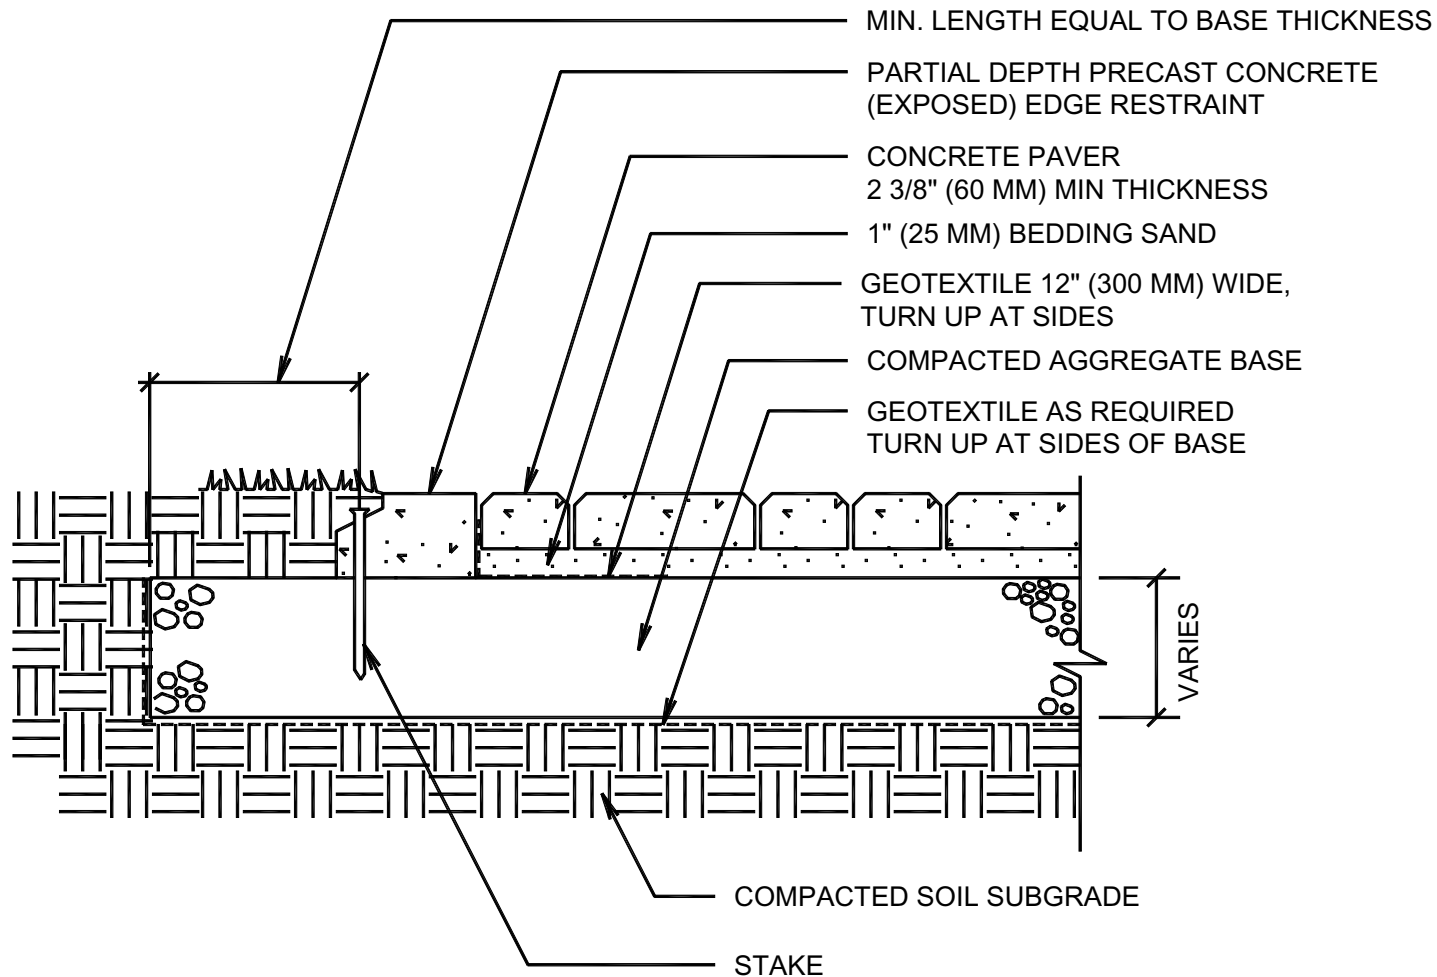 MIN. LENGTH EQUAL TO BASE THICKNESS
PARTIAL DEPTH PRECAST CONCRETE
(EXPOSED) EDGE RESTRAINT
CONCRETE PAVER
2 3/8" (60 MM) MIN THICKNESS
1" (25 MM) BEDDING SAND
GEOTEXTILE 12" (300 MM) WIDE,
TURN UP AT SIDES
COMPACTED AGGREGATE BASE
GEOTEXTILE AS REQUIRED
TURN UP AT SIDES OF BASE
VARIES
COMPACTED SOIL SUBGRADE
STAKE